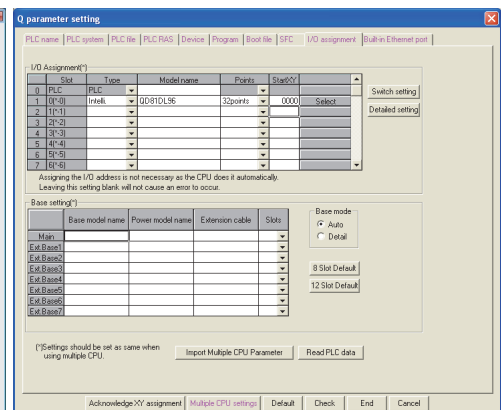 Q parameter setting
PLC name PLC system PLC file PLC RAS Device Program Boot file SFC I/O assignment Built-in Ethernet port
I/O Assignment(*)
Slot Type Model name Points StartXY
0 PLC PLC
1 0(*-0) Intelli. QD81DL96 32points 0000 Select
2 1(*-1)
3 2(*-2)
4 3(*-3)
5 4(*-4)
6 5(*-5)
7 6(*-6)
Switch setting
Detailed setting
Assigning the I/O address is not necessary as the CPU does it automatically.
Leaving this setting blank will not cause an error to occur.
Base setting(*)
Base model name Power model name Extension cable Slots
Main
Ext.Base1
Ext.Base2
Ext.Base3
Ext.Base4
Ext.Base5
Ext.Base6
Ext.Base7
Base mode
Auto
Detail
8 Slot Default
12 Slot Default
(*)Settings should be set as same when
using multiple CPU.
Import Multiple CPU Parameter Read PLC data
Acknowledge XY assignment Multiple CPU settings Default Check End Cancel